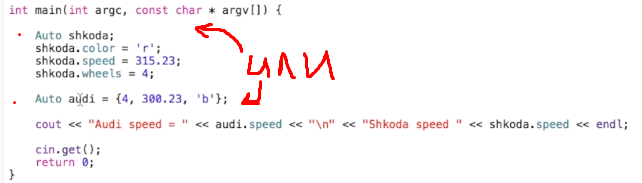 int main(int argc, const char * argv[]) {
Auto shkoda;
shkoda.color = 'r';
shkoda.speed = 315.23;
shkoda.wheels = 4;
или
Auto audi = {4, 300.23, 'b'};
cout << "Audi speed = " << audi.speed << "\n" << "Shkoda speed " << shkoda.speed << endl;
cin.get();
return 0;
}